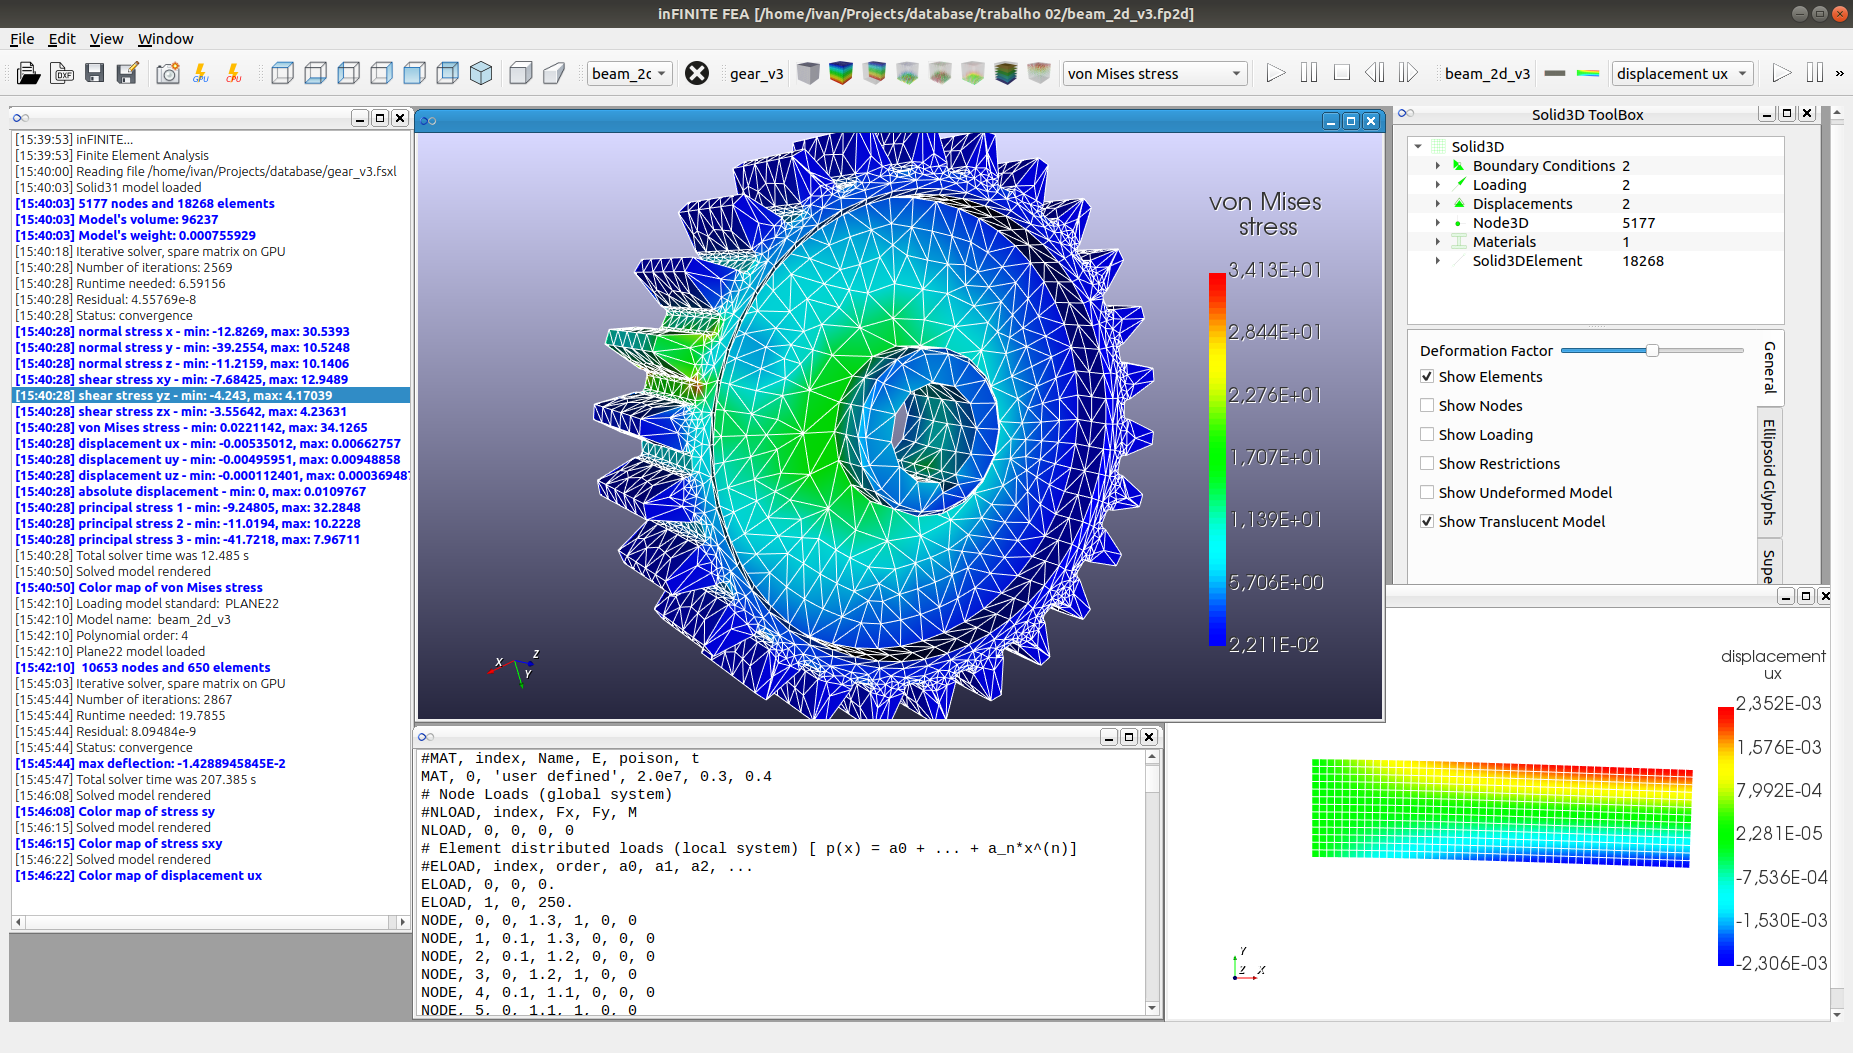 inFINITE FEA [/home/ivan/Projects/database/trabalho 02/beam_2d_v3.fp2d]
File Edit View Window
DXF GPU CPU beam_2c gear_v3 von Mises stress beam_2d_v3 displacement ux »
[15:39:53] inFINITE...
[15:39:53] Finite Element Analysis
[15:40:00] Reading file /home/ivan/Projects/database/gear_v3.fsxl
[15:40:03] Solid31 model loaded
[15:40:03] 5177 nodes and 18268 elements
[15:40:03] Model's volume: 96237
[15:40:03] Model's weight: 0.000755929
[15:40:18] Iterative solver, spare matrix on GPU
[15:40:28] Number of iterations: 2569
[15:40:28] Runtime needed: 6.59156
[15:40:28] Residual: 4.55769e-8
[15:40:28] Status: convergence
[15:40:28] normal stress x - min: -12.8269, max: 30.5393
[15:40:28] normal stress y - min: -39.2554, max: 10.5248
[15:40:28] normal stress z - min: -11.2159, max: 10.1406
[15:40:28] shear stress xy - min: -7.68425, max: 12.9489
[15:40:28] shear stress yz - min: -4.243, max: 4.17039
[15:40:28] shear stress zx - min: -3.55642, max: 4.23631
[15:40:28] von Mises stress - min: 0.0221142, max: 34.1265
[15:40:28] displacement ux - min: -0.00535012, max: 0.00662757
[15:40:28] displacement uy - min: -0.00495951, max: 0.00948858
[15:40:28] displacement uz - min: -0.000112401, max: 0.000369487
[15:40:28] absolute displacement - min: 0, max: 0.0109767
[15:40:28] principal stress 1 - min: -9.24805, max: 32.2848
[15:40:28] principal stress 2 - min: -11.0194, max: 10.2228
[15:40:28] principal stress 3 - min: -41.7218, max: 7.96711
[15:40:28] Total solver time was 12.485 s
[15:40:50] Solved model rendered
[15:40:50] Color map of von Mises stress
[15:42:10] Loading model standard:  PLANE22
[15:42:10] Model name:  beam_2d_v3
[15:42:10] Polynomial order: 4
[15:42:10] Plane22 model loaded
[15:42:10]  10653 nodes and 650 elements
[15:45:03] Iterative solver, spare matrix on GPU
[15:45:44] Number of iterations: 2867
[15:45:44] Runtime needed: 19.7855
[15:45:44] Residual: 8.09484e-9
[15:45:44] Status: convergence
[15:45:44] max deflection: -1.4288945845E-2
[15:45:47] Total solver time was 207.385 s
[15:46:08] Solved model rendered
[15:46:08] Color map of stress sy
[15:46:15] Solved model rendered
[15:46:15] Color map of stress sxy
[15:46:22] Solved model rendered
[15:46:22] Color map of displacement ux
von Mises
stress
3,413E+01
2,844E+01
2,276E+01
1,707E+01
1,139E+01
5,706E+00
2,211E-02
X Z
Y
Solid3D ToolBox
Solid3D
Boundary Conditions 2
Loading 2
Displacements 2
Node3D 5177
Materials 1
Solid3DElement 18268
Deformation Factor
Show Elements
Show Nodes
Show Loading
Show Restrictions
Show Undeformed Model
Show Translucent Model
General
Ellipsoid Glyphs
Supe
#MAT, index, Name, E, poison, t
MAT, 0, 'user defined', 2.0e7, 0.3, 0.4
# Node Loads (global system)
#NLOAD, index, Fx, Fy, M
NLOAD, 0, 0, 0, 0
# Element distributed loads (local system) [ p(x) = a0 + ... + a_n*x^(n)]
#ELOAD, index, order, a0, a1, a2, ...
ELOAD, 0, 0, 0.
ELOAD, 1, 0, 250.
NODE, 0, 0, 1.3, 1, 0, 0
NODE, 1, 0.1, 1.3, 0, 0, 0
NODE, 2, 0.1, 1.2, 0, 0, 0
NODE, 3, 0, 1.2, 1, 0, 0
NODE, 4, 0.1, 1.1, 0, 0, 0
NODE, 5, 0, 1.1, 1, 0, 0
displacement
ux
2,352E-03
1,576E-03
7,992E-04
2,281E-05
-7,536E-04
-1,530E-03
-2,306E-03
Y
Z X